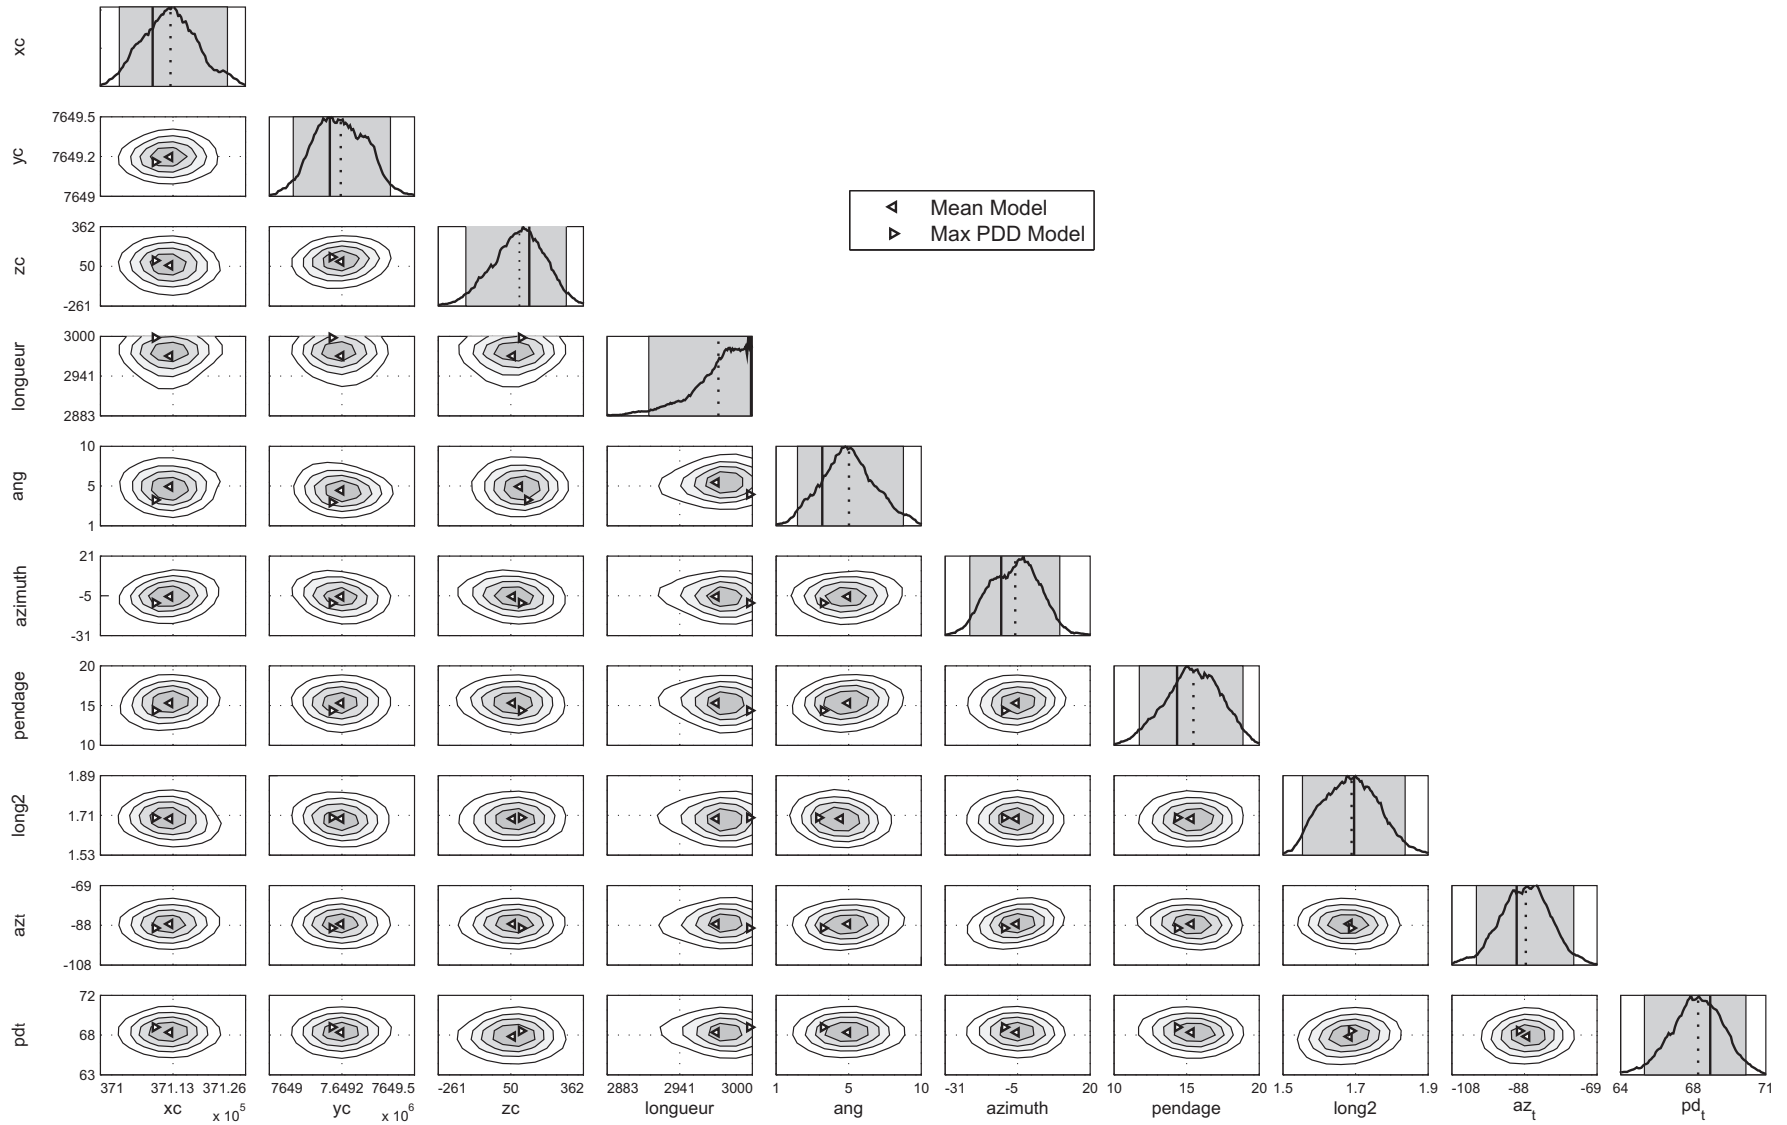 xc
7649.5
7649.2
7649
yc
Mean Model
Max PDD Model
362
50
-261
zc
3000
2941
2883
longueur
10
5
1
ang
21
-5
-31
azimuth
20
15
10
pendage
1.89
1.71
1.53
long2
-69
-88
-108
azt
72
68
63
pdt
371 371.13 371.26 7649 7.6492 7649.5 -261 50 362 2883 2941 3000 1 5 10 -31 -5 20 10 15 20 1.5 1.7 1.9 -108 -88 -69 64 68 71
xc x 10^5 yc x 10^6 zc longueur ang azimuth pendage long2 az_t pd_t